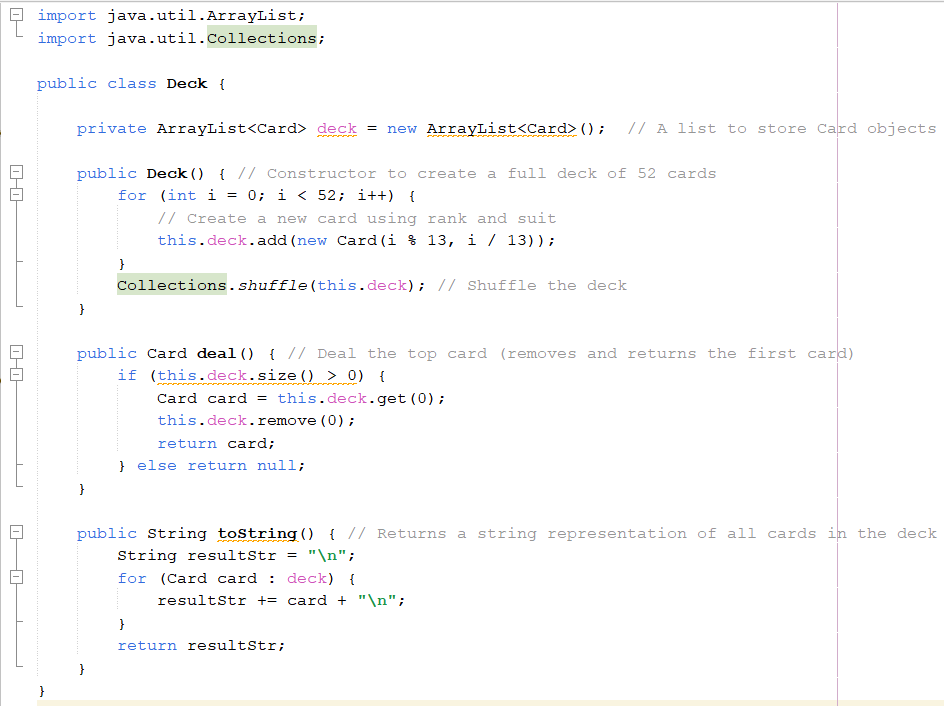 import java.util.ArrayList;
import java.util.Collections;

public class Deck {

    private ArrayList<Card> deck = new ArrayList<Card>();  // A list to store Card objects

    public Deck() { // Constructor to create a full deck of 52 cards
        for (int i = 0; i < 52; i++) {
            // Create a new card using rank and suit
            this.deck.add(new Card(i % 13, i / 13));
        }
        Collections.shuffle(this.deck); // Shuffle the deck
    }

    public Card deal() { // Deal the top card (removes and returns the first card)
        if (this.deck.size() > 0) {
            Card card = this.deck.get(0);
            this.deck.remove(0);
            return card;
        } else return null;
    }

    public String toString() { // Returns a string representation of all cards in the deck
        String resultStr = "\n";
        for (Card card : deck) {
            resultStr += card + "\n";
        }
        return resultStr;
    }
}